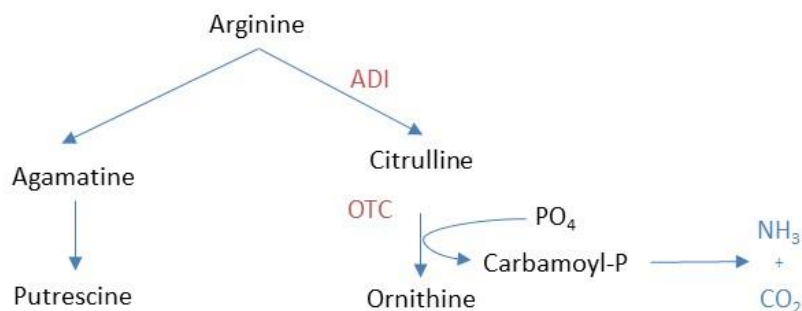 Arginine
ADI
Citrulline
Agamatine
OTC
PO₄
NH₃
Carbamoyl-P
+
Putrescine
Ornithine
CO₂